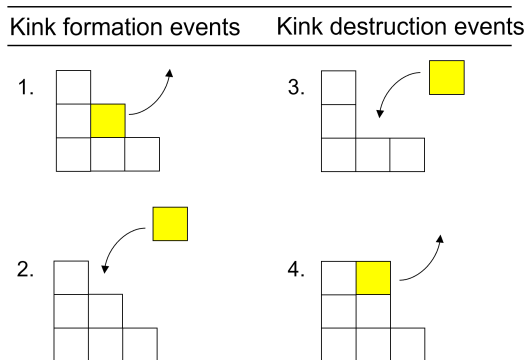 Kink formation events
Kink destruction events
1.
3.
2.
4.